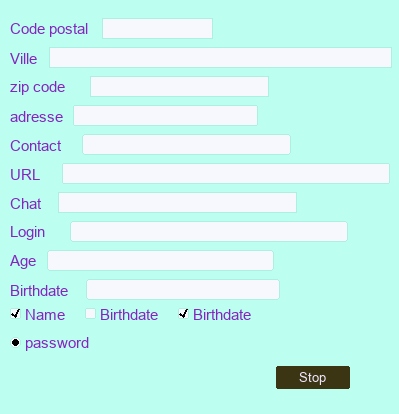 Code postal
Ville
zip code
adresse
Contact
URL
Chat
Login
Age
Birthdate
Name Birthdate Birthdate
password
Stop